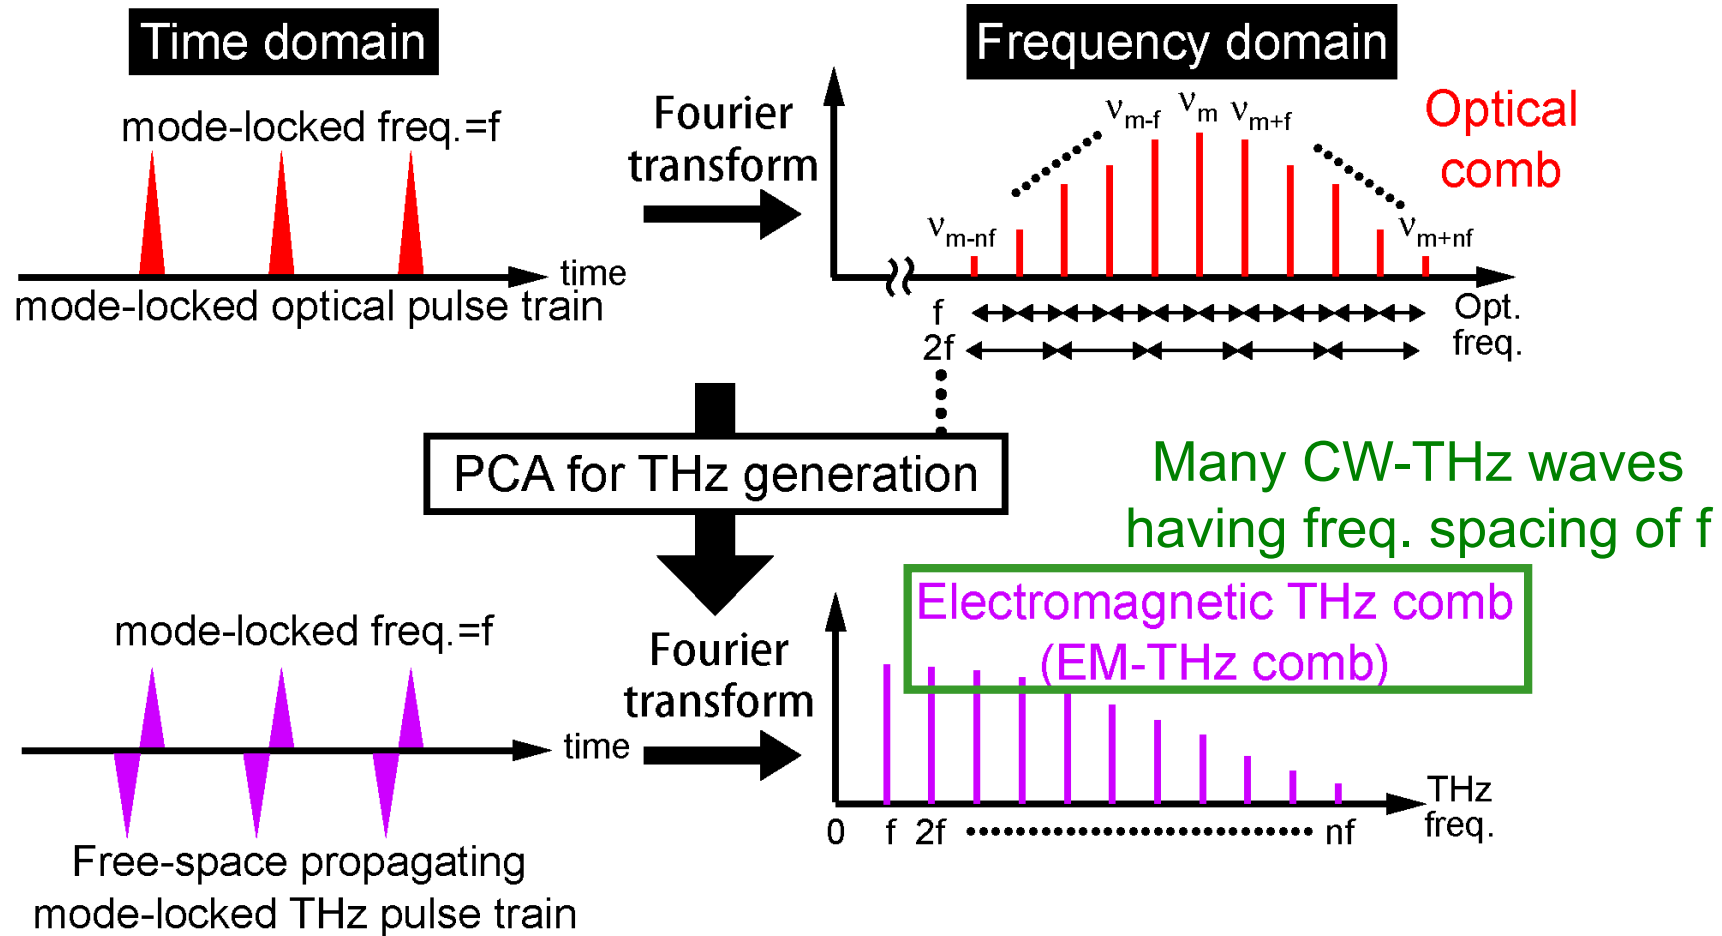 Time domain
Frequency domain
mode-locked freq.=f
Fourier
transform
νm-f
νm
νm+f
Optical
comb
νm-nf
νm+nf
time
mode-locked optical pulse train
f
2f
Opt.
freq.
PCA for THz generation
Many CW-THz waves
having freq. spacing of f
Electromagnetic THz comb
(EM-THz comb)
mode-locked freq.=f
Fourier
transform
time
THz
freq.
0 f 2f nf
Free-space propagating
mode-locked THz pulse train